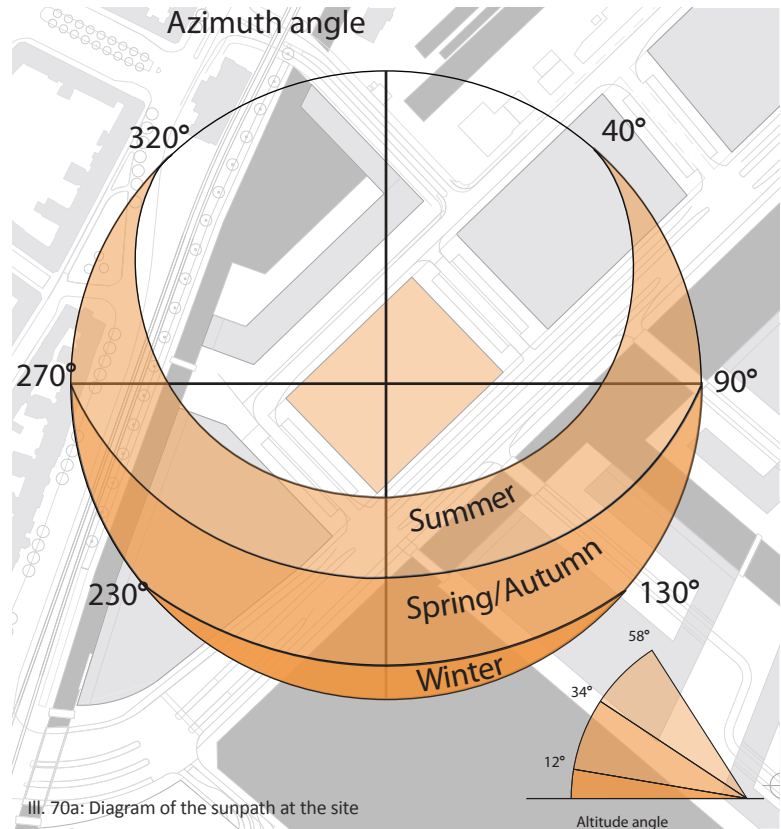 Azimuth angle
320°
40°
270°
90°
Summer
Spring/Autumn
230°
130°
Winter
58°
34°
12°
Ill. 70a: Diagram of the sunpath at the site
Altitude angle